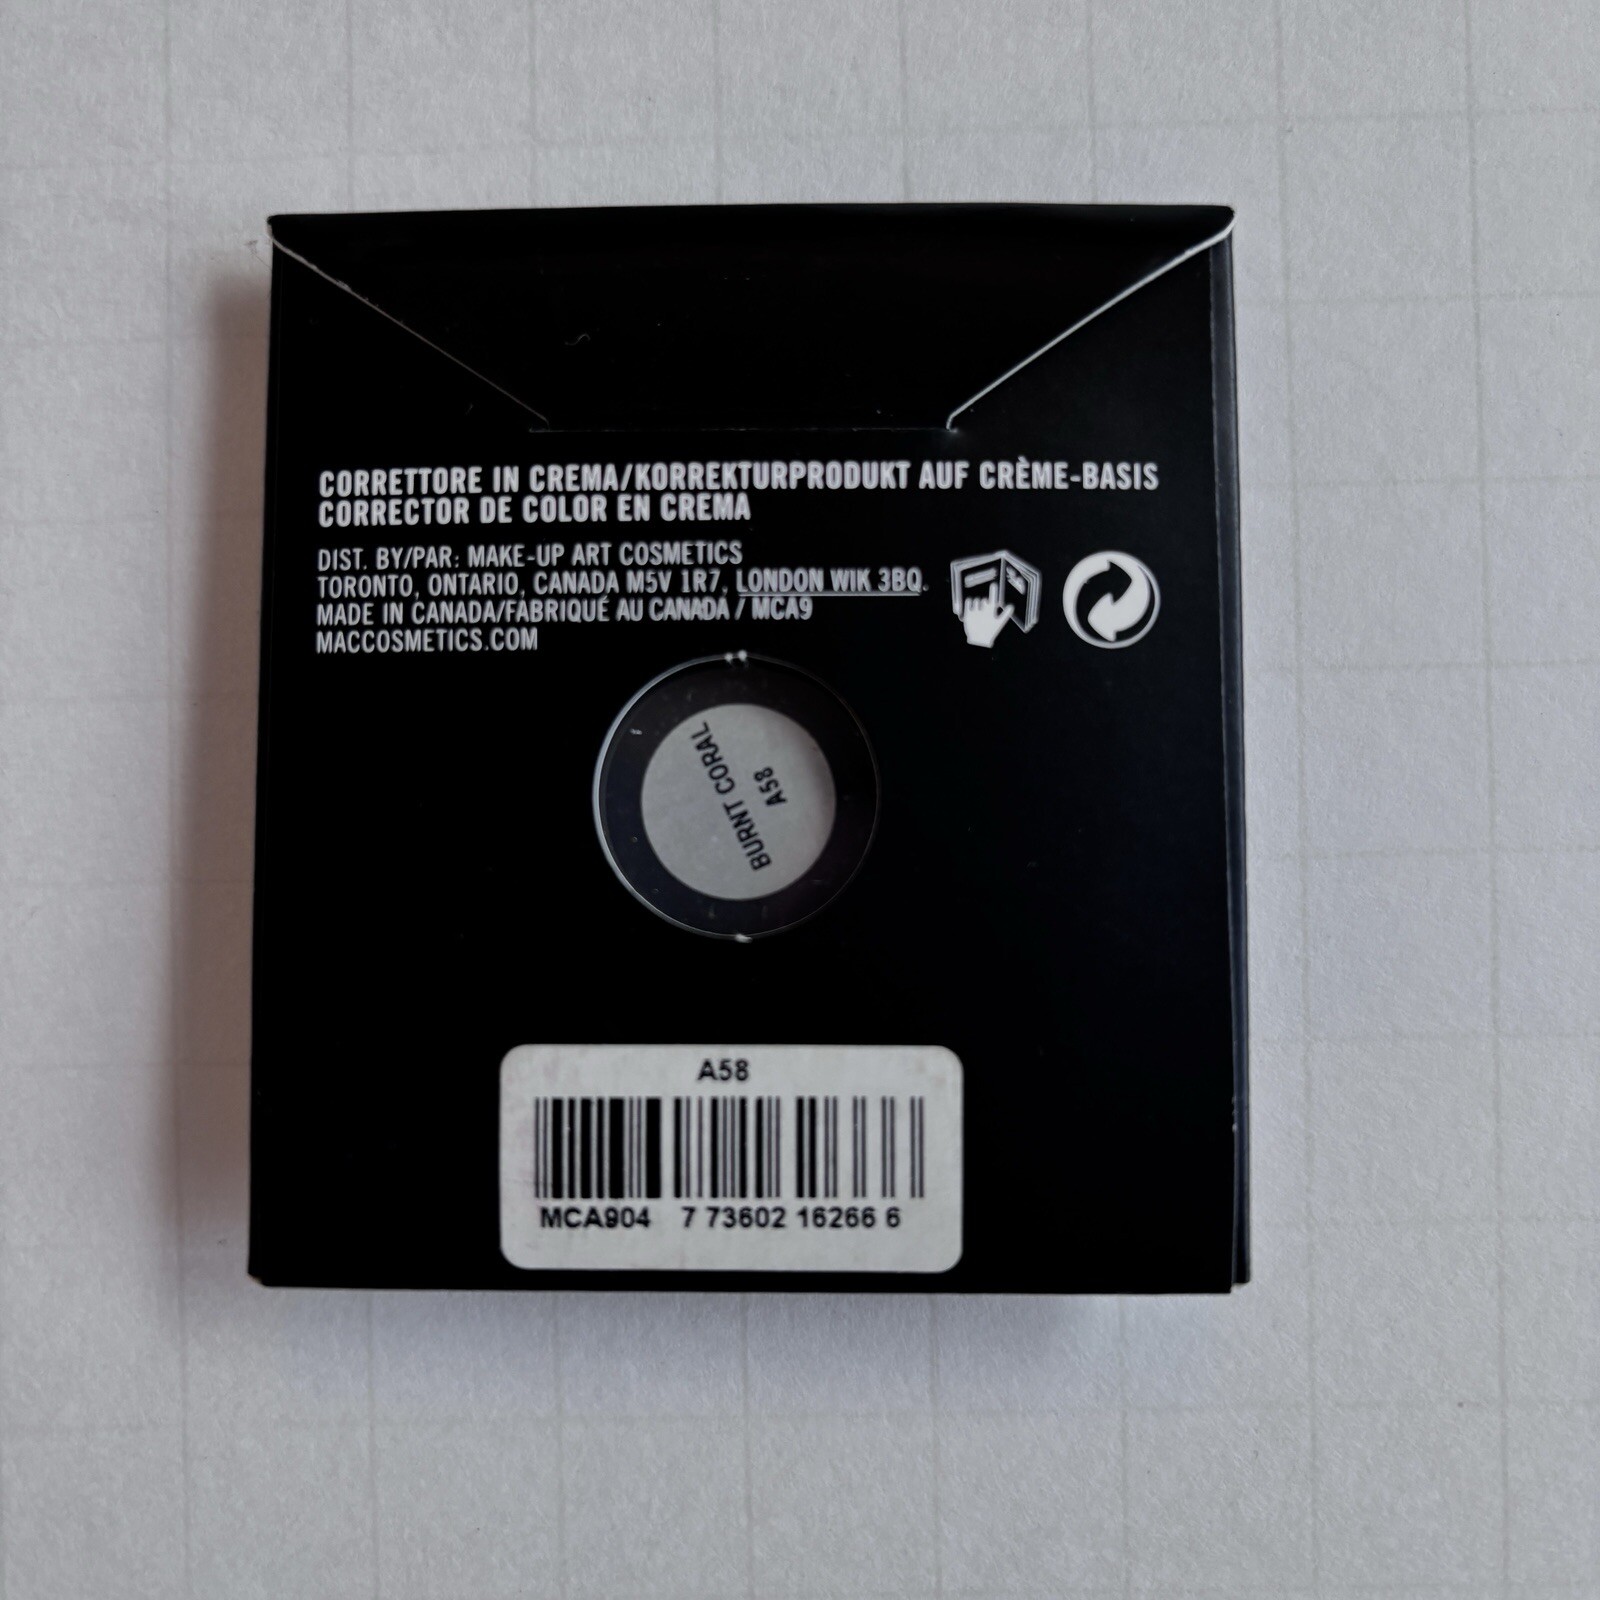 CORRETTORE IN CREMA/KORREKTURPRODUKT AUF CRÈME-BASIS
CORRECTOR DE COLOR EN CREMA
DIST. BY/PAR: MAKE-UP ART COSMETICS
TORONTO, ONTARIO, CANADA M5V 1R7, LONDON WIK 3BQ.
MADE IN CANADA/FABRIQUÉ AU CANADA / MCA9
MACCOSMETICS.COM
BURNT CORAL
A58
A58
MCA904 7 73602 16266 6